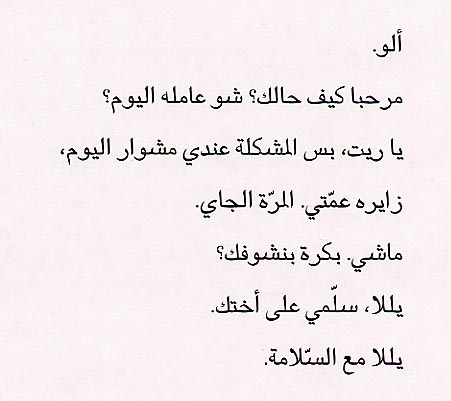 ألو.
مرحبا كيف حالك؟ شو عامله اليوم؟
يا ريت، بس المشكلة عندي مشوار اليوم،
زايره عمّتي. المرّة الجاي.
ماشي. بكرة بنشوفك؟
يللا، سلّمي على أختك.
يللا مع السّلامة.